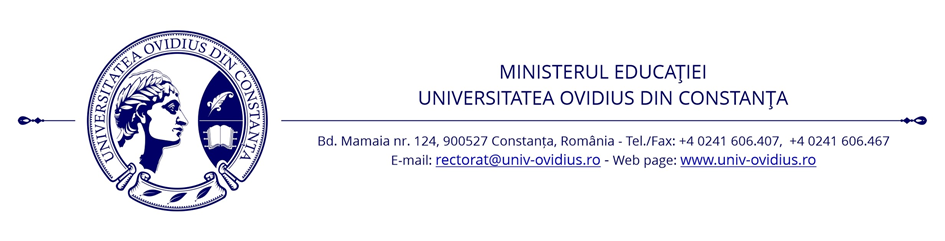 UNIVERSITATEA OVIDIUS DIN CONSTANTA
MINISTERUL EDUCAŢIEI
UNIVERSITATEA OVIDIUS DIN CONSTANŢA
Bd. Mamaia nr. 124, 900527 Constanța, România - Tel./Fax: +4 0241 606.407, +4 0241 606.467
E-mail: rectorat@univ-ovidius.ro - Web page: www.univ-ovidius.ro